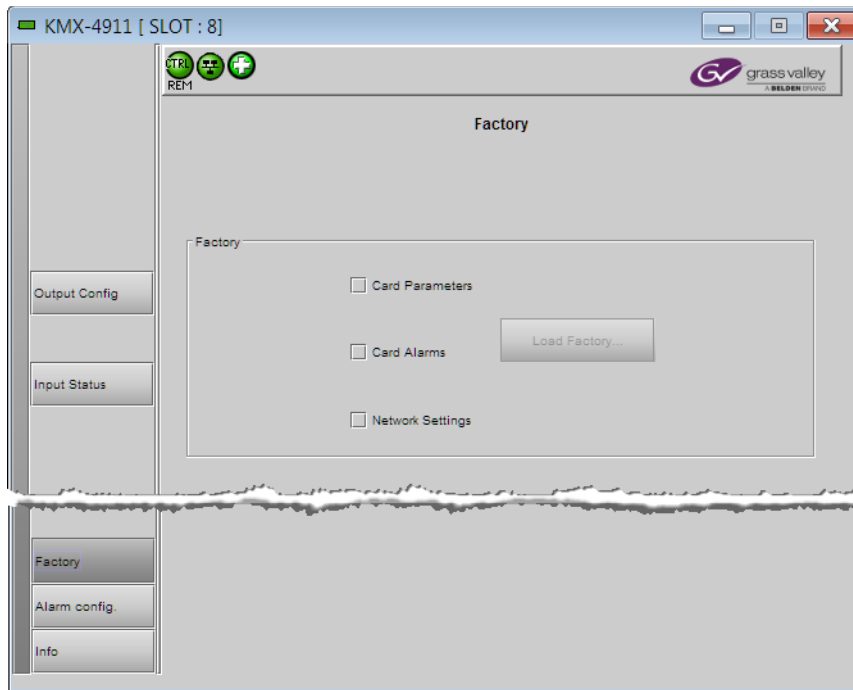 KMX-4911 [ SLOT : 8]
CTRL
REM
grass valley
A BELDEN BRAND
Factory
Factory
Card Parameters
Output Config
Load Factory...
Card Alarms
Input Status
Network Settings
Factory
Alarm config.
Info